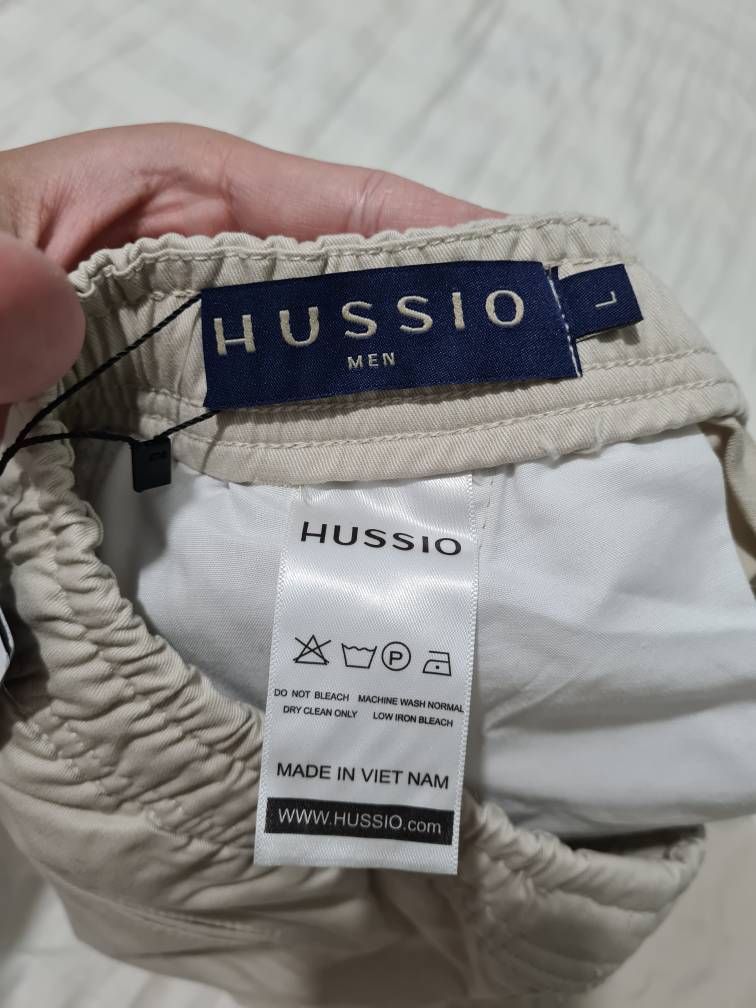 HUSSIO
MEN
L
HUSSIO
P
DO NOT BLEACH MACHINE WASH NORMAL
DRY CLEAN ONLY LOW IRON BLEACH
MADE IN VIET NAM
WWW.HUSSIO.com